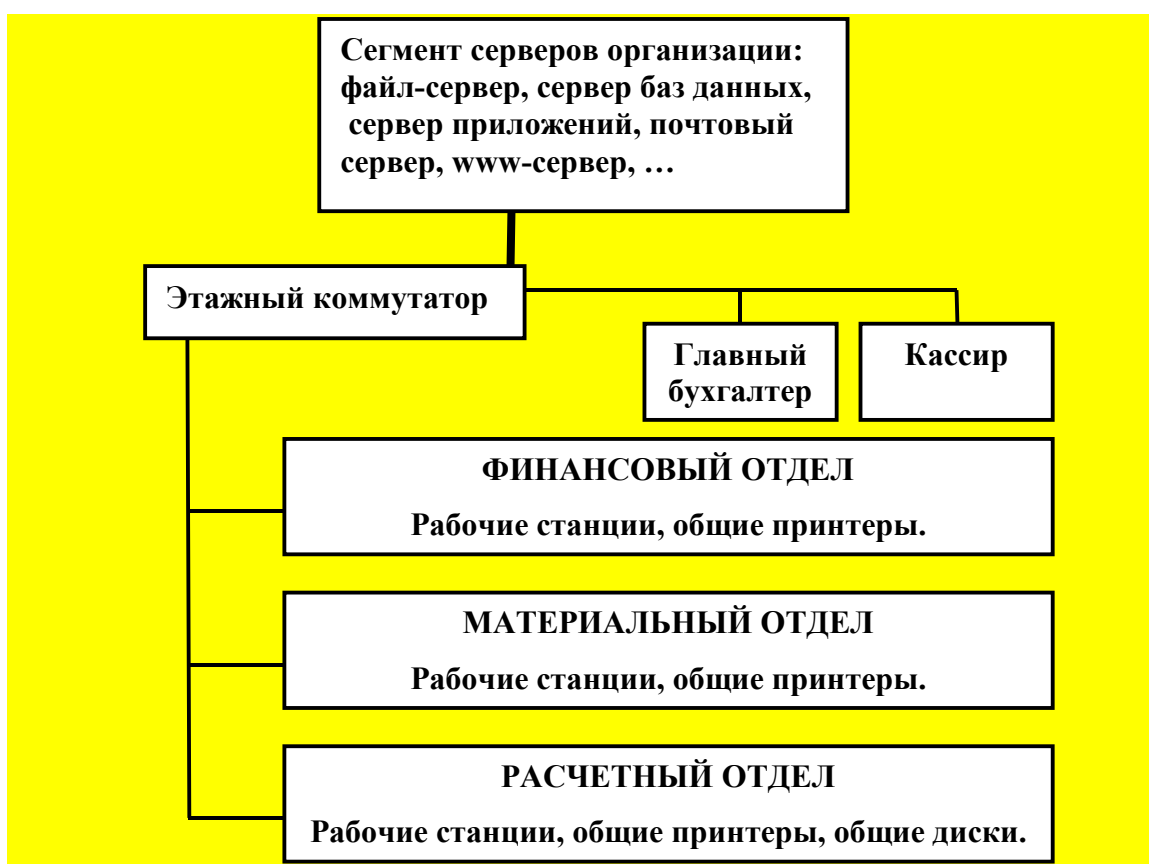 Сегмент серверов организации:
файл-сервер, сервер баз данных,
сервер приложений, почтовый
сервер, www-сервер, …
Этажный коммутатор
Главный
бухгалтер
Кассир
ФИНАНСОВЫЙ ОТДЕЛ
Рабочие станции, общие принтеры.
МАТЕРИАЛЬНЫЙ ОТДЕЛ
Рабочие станции, общие принтеры.
РАСЧЕТНЫЙ ОТДЕЛ
Рабочие станции, общие принтеры, общие диски.